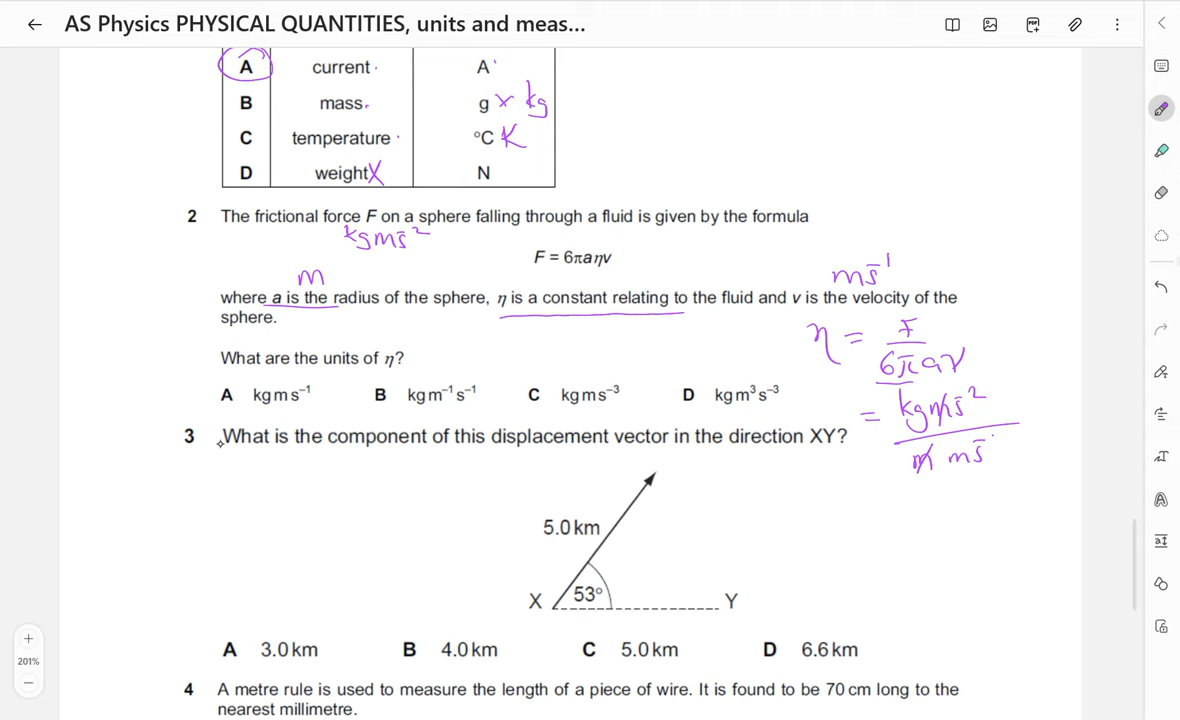 AS Physics PHYSICAL QUANTITIES, units and meas...
A current A
B mass g x kg
C temperature °C K
D weight X N
2 The frictional force F on a sphere falling through a fluid is given by the formula
kgms⁻²
F = 6πaηv
m ms⁻¹
where a is the radius of the sphere, η is a constant relating to the fluid and v is the velocity of the
sphere.
η = F / 6πav
What are the units of η?
A kgms⁻¹ B kgm⁻¹s⁻¹ C kgms⁻³ D kgm³s⁻³
= kgms⁻² / m ms⁻
3 What is the component of this displacement vector in the direction XY?
5.0km
X 53° Y
A 3.0km B 4.0km C 5.0km D 6.6km
4 A metre rule is used to measure the length of a piece of wire. It is found to be 70cm long to the
nearest millimetre.
201%